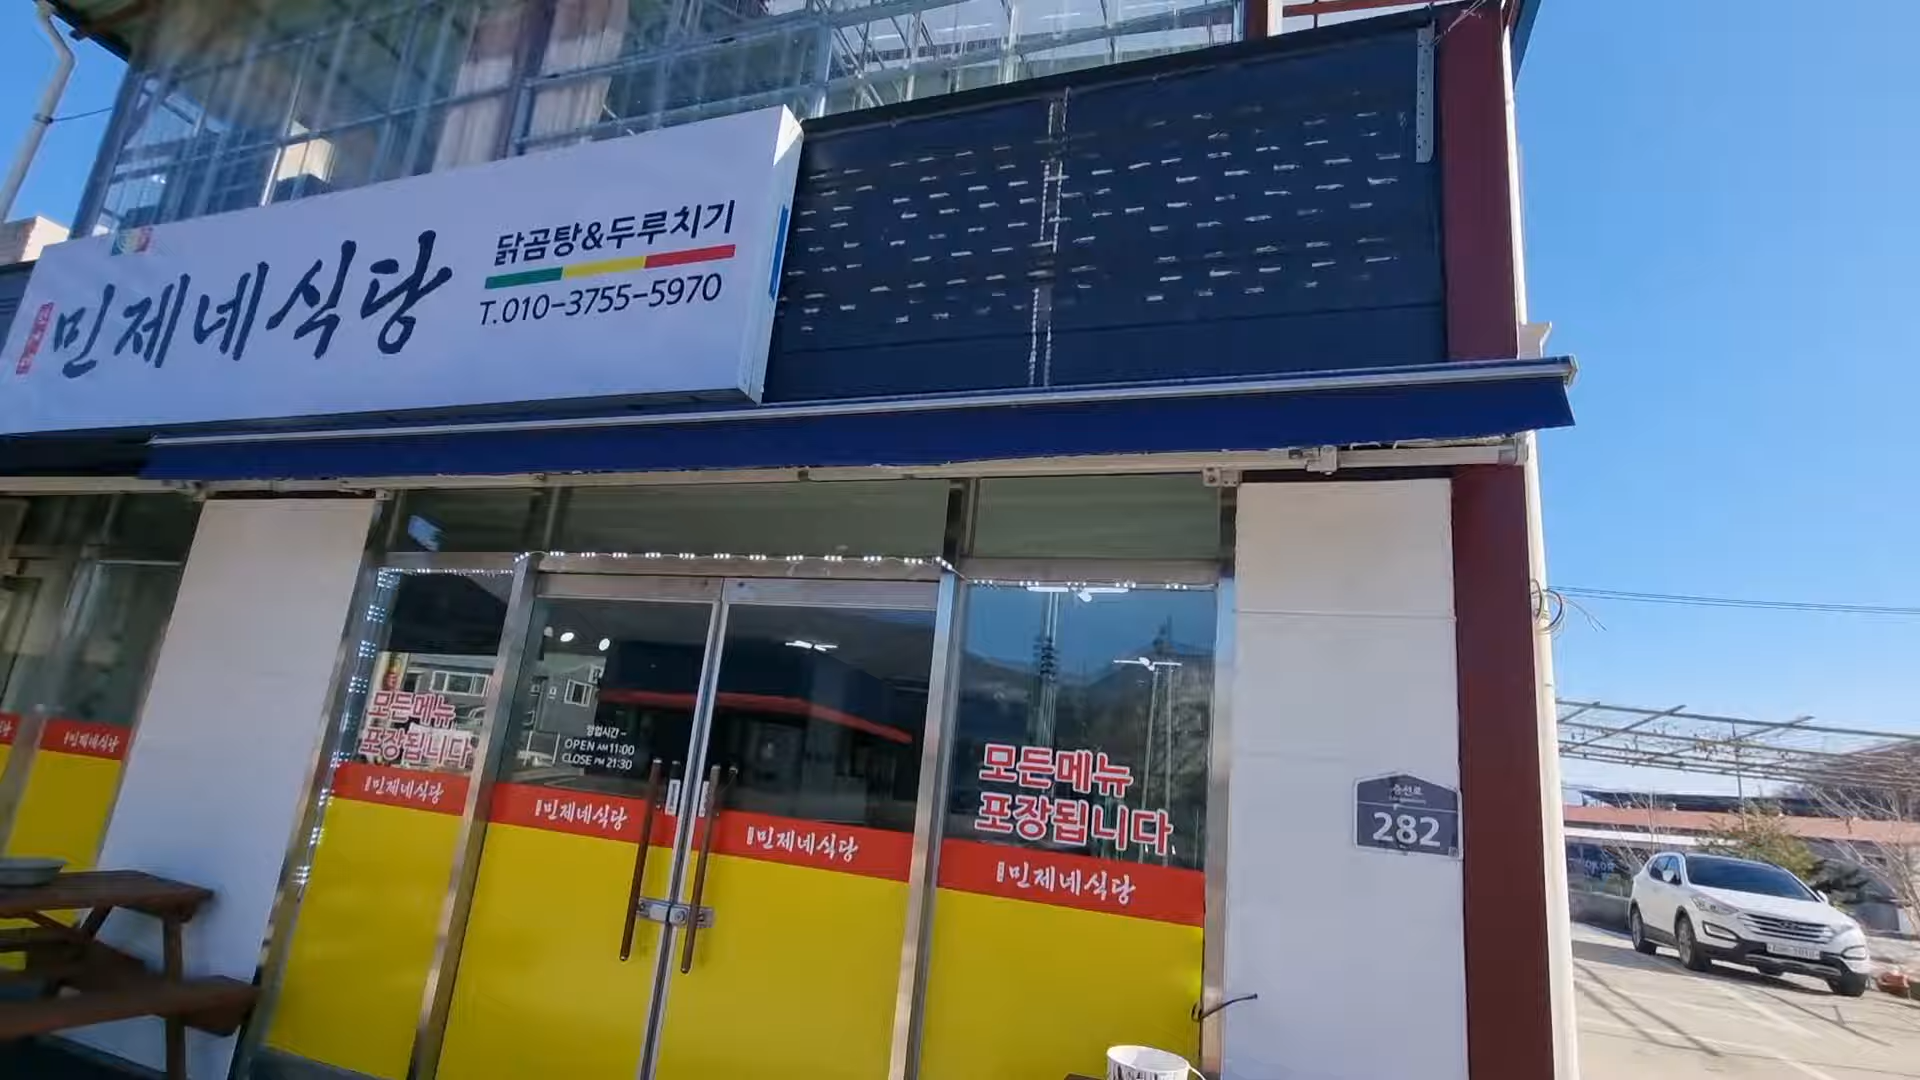 민제네식당
닭곰탕&두루치기
T.010-3755-5970
모든메뉴
포장됩니다
민제네식당
민제네식당
영업시간
OPEN AM 11:00
CLOSE PM 21:30
민제네식당
민제네식당
모든메뉴
포장됩니다
민제네식당
282